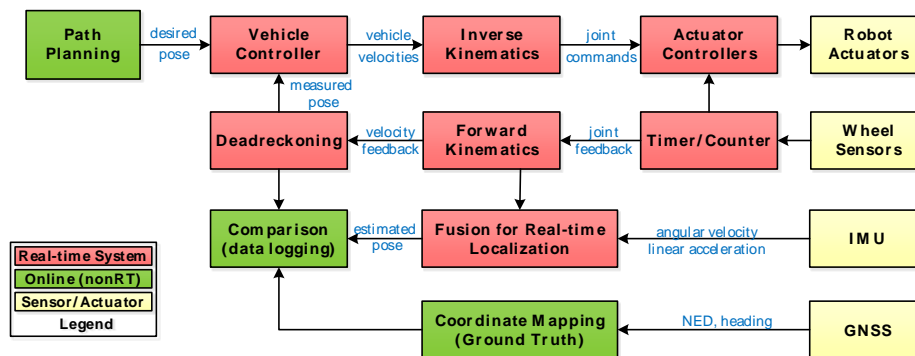 Path
Planning
desired
pose
Vehicle
Controller
vehicle
velocities
Inverse
Kinematics
joint
commands
Actuator
Controllers
Robot
Actuators
measured
pose
Deadreckoning
velocity
feedback
Forward
Kinematics
joint
feedback
Timer/Counter
Wheel
Sensors
Comparison
(data logging)
estimated
pose
Fusion for Real-time
Localization
angular velocity
linear acceleration
IMU
Real-time System
Online (nonRT)
Sensor/Actuator
Legend
Coordinate Mapping
(Ground Truth)
NED, heading
GNSS